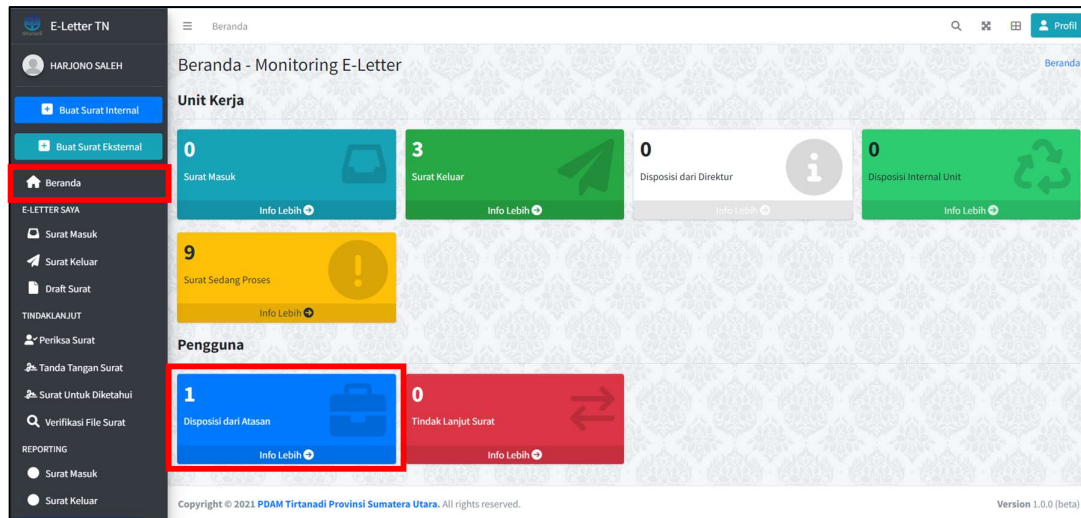 E-Letter TN
HARJONO SALEH
Buat Surat Internal
Buat Surat Eksternal
Beranda
E-LETTER SAYA
Surat Masuk
Surat Keluar
Draft Surat
TINDAKLANJUT
Periksa Surat
Tanda Tangan Surat
Surat Untuk Diketahui
Verifikasi File Surat
REPORTING
Surat Masuk
Surat Keluar
Beranda
Profil
Beranda - Monitoring E-Letter
Beranda
Unit Kerja
0
Surat Masuk
Info Lebih
3
Surat Keluar
Info Lebih
0
Disposisi dari Direktur
Info Lebih
0
Disposisi Internal Unit
Info Lebih
9
Surat Sedang Proses
Info Lebih
Pengguna
1
Disposisi dari Atasan
Info Lebih
0
Tindak Lanjut Surat
Info Lebih
Copyright © 2021 PDAM Tirtanadi Provinsi Sumatera Utara. All rights reserved.
Version 1.0.0 (beta)